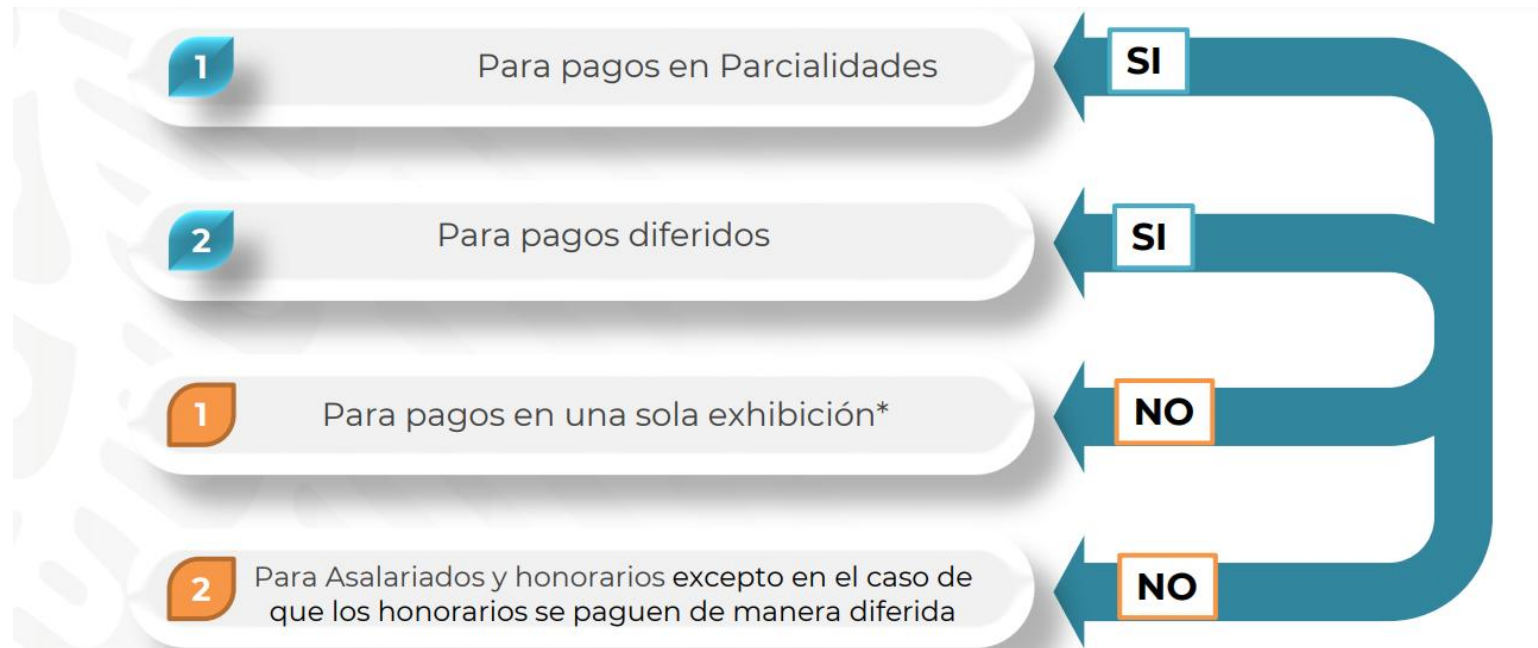 1
Para pagos en Parcialidades
SI
2
Para pagos diferidos
SI
1
Para pagos en una sola exhibición*
NO
2
Para Asalariados y honorarios excepto en el caso de
que los honorarios se paguen de manera diferida
NO